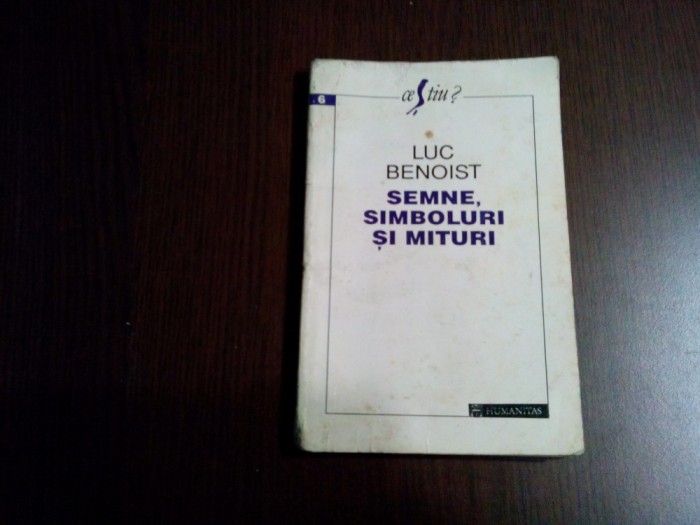 6
ce Știu?
LUC
BENOIST
SEMNE,
SIMBOLURI
ȘI MITURI
HUMANITAS